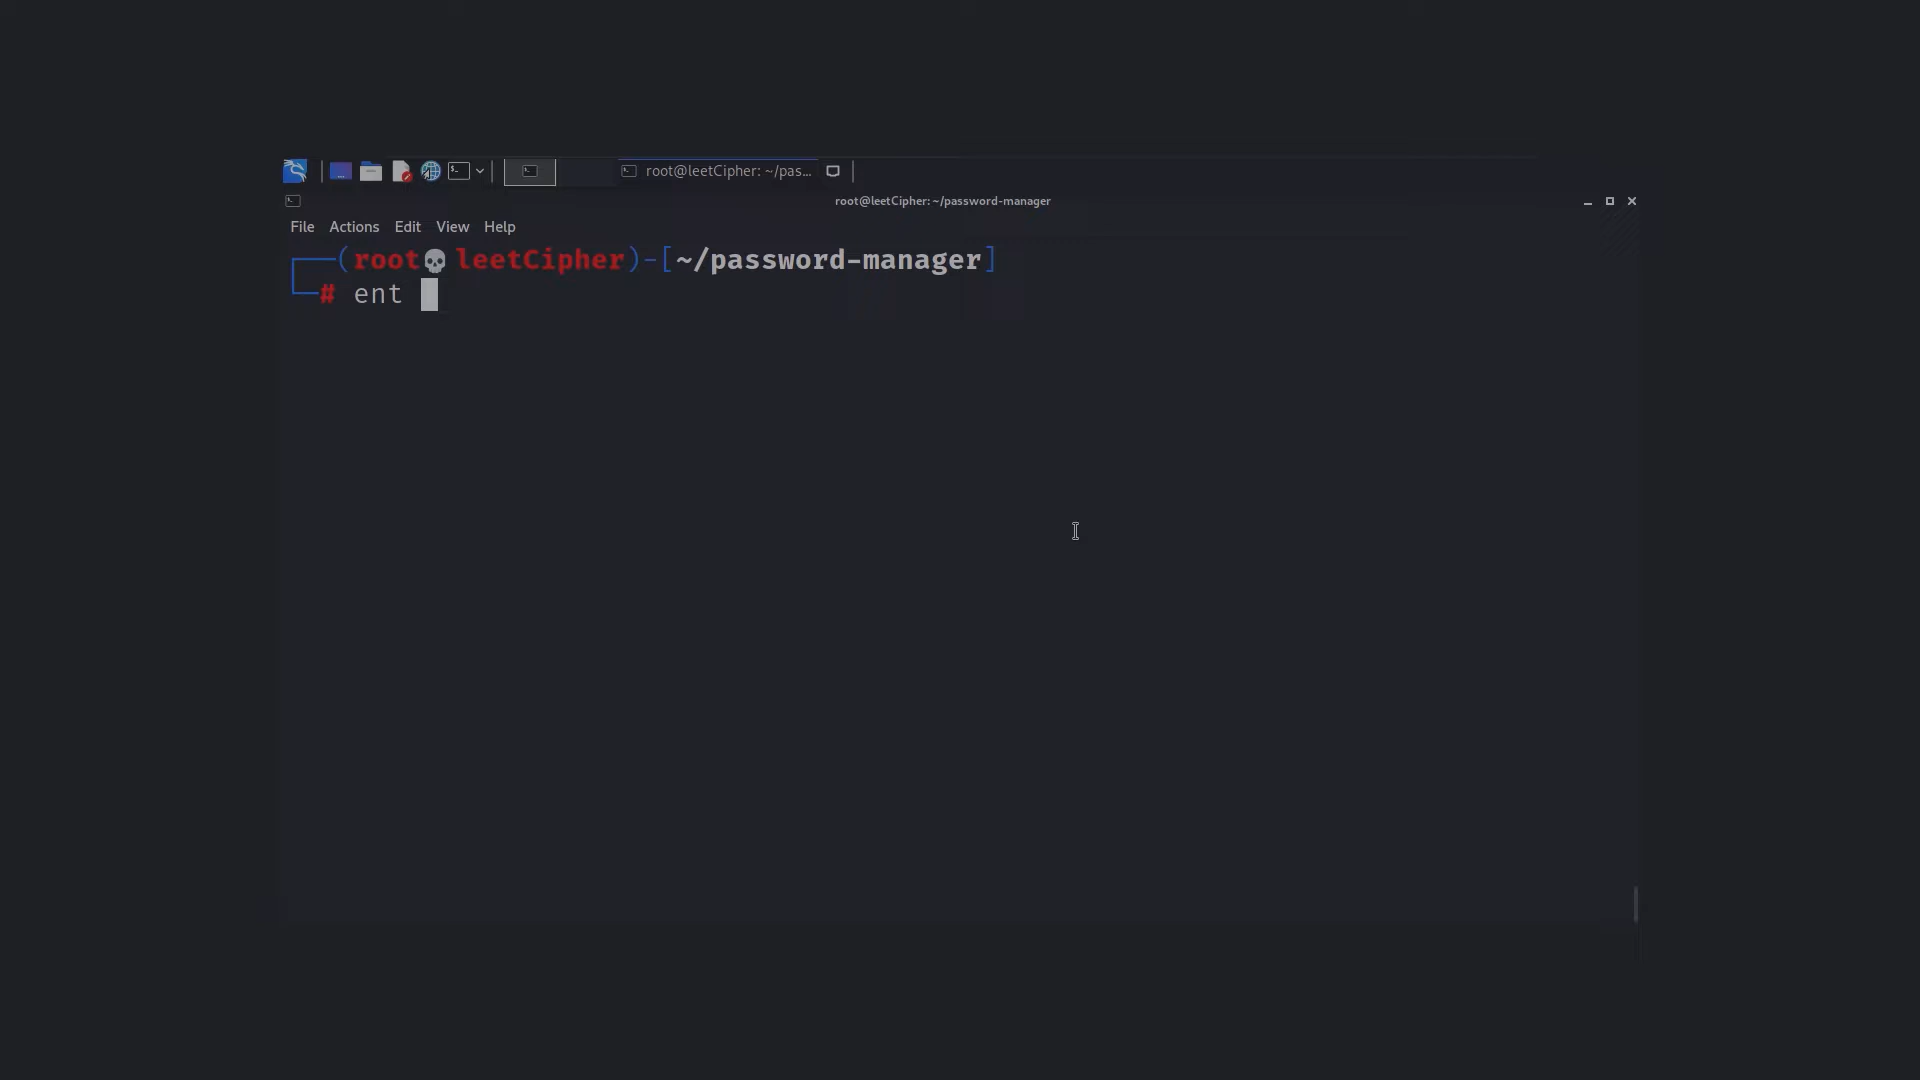 root@leetCipher: ~/pas...
root@leetCipher: ~/password-manager
File Actions Edit View Help
┌──(root💀leetCipher)-[~/password-manager]
└─# ent